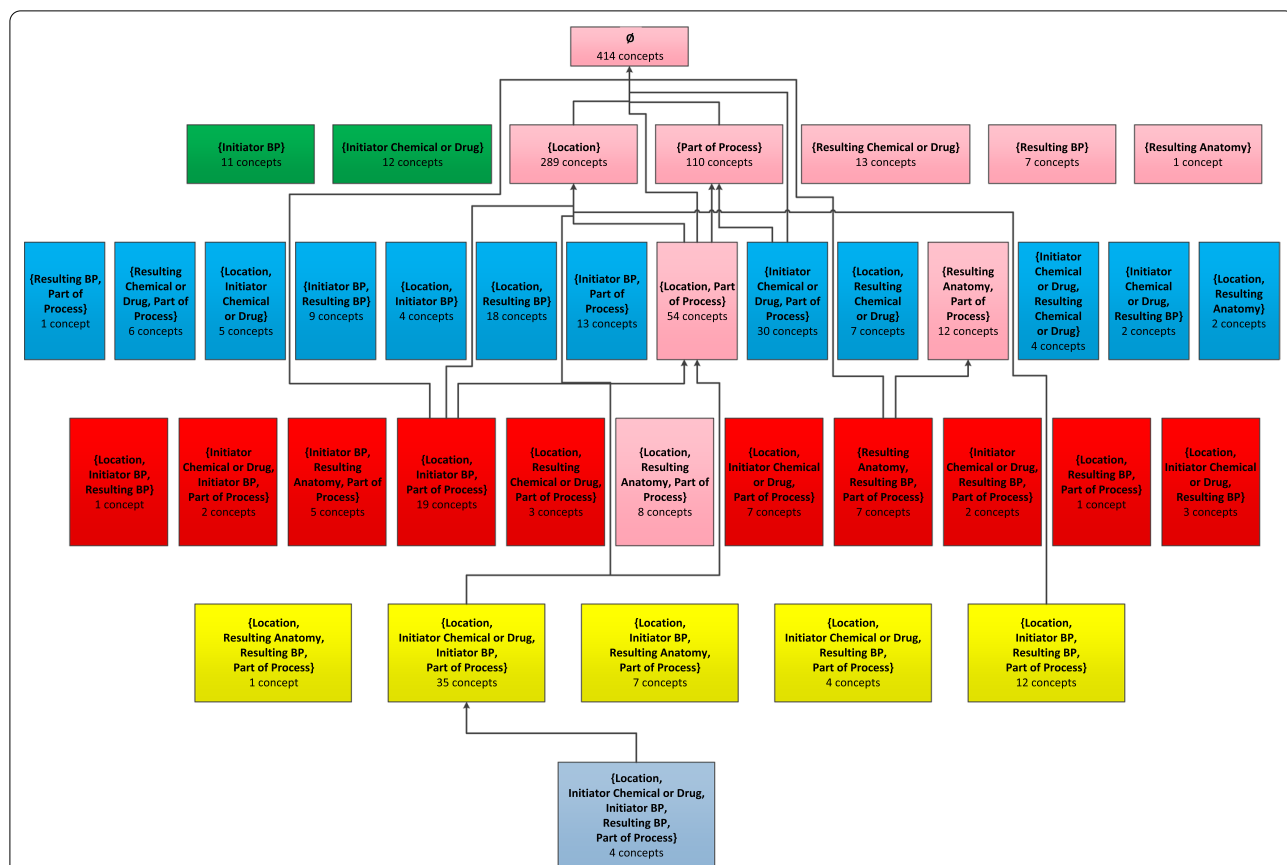 Ø
414 concepts
{Initiator BP}
11 concepts
{Initiator Chemical or Drug}
12 concepts
{Location}
289 concepts
{Part of Process}
110 concepts
{Resulting Chemical or Drug}
13 concepts
{Resulting BP}
7 concepts
{Resulting Anatomy}
1 concept
{Resulting BP,
Part of
Process}
1 concept
{Resulting
Chemical or
Drug, Part of
Process}
6 concepts
{Location,
Initiator
Chemical
or Drug}
5 concepts
{Initiator BP,
Resulting BP}
9 concepts
{Location,
Initiator BP}
4 concepts
{Location,
Resulting BP}
18 concepts
{Initiator BP,
Part of
Process}
13 concepts
{Location, Part
of Process}
54 concepts
{Initiator
Chemical or
Drug, Part of
Process}
30 concepts
{Location,
Resulting
Chemical
or Drug}
7 concepts
{Resulting
Anatomy,
Part of
Process}
12 concepts
{Initiator
Chemical
or Drug,
Resulting
Chemical
or Drug}
4 concepts
{Initiator
Chemical
or Drug,
Resulting BP}
2 concepts
{Location,
Resulting
Anatomy}
2 concepts
{Location,
Initiator BP,
Resulting BP}
1 concept
{Initiator
Chemical or Drug,
Initiator BP,
Part of Process}
2 concepts
{Initiator BP,
Resulting
Anatomy, Part of
Process}
5 concepts
{Location,
Initiator BP,
Part of Process}
19 concepts
{Location,
Resulting
Chemical or Drug,
Part of Process}
3 concepts
{Location,
Resulting
Anatomy, Part of
Process}
8 concepts
{Location,
Initiator Chemical
or Drug,
Part of Process}
7 concepts
{Resulting
Anatomy,
Resulting BP,
Part of Process}
7 concepts
{Initiator
Chemical or Drug,
Resulting BP,
Part of Process}
2 concepts
{Location,
Resulting BP,
Part of Process}
1 concept
{Location,
Initiator Chemical
or Drug,
Resulting BP}
3 concepts
{Location,
Resulting Anatomy,
Resulting BP,
Part of Process}
1 concept
{Location,
Initiator Chemical or Drug,
Initiator BP,
Part of Process}
35 concepts
{Location,
Initiator BP,
Resulting Anatomy,
Part of Process}
7 concepts
{Location,
Initiator Chemical or Drug,
Resulting BP,
Part of Process}
4 concepts
{Location,
Initiator BP,
Resulting BP,
Part of Process}
12 concepts
{Location,
Initiator Chemical or Drug,
Initiator BP,
Resulting BP,
Part of Process}
4 concepts